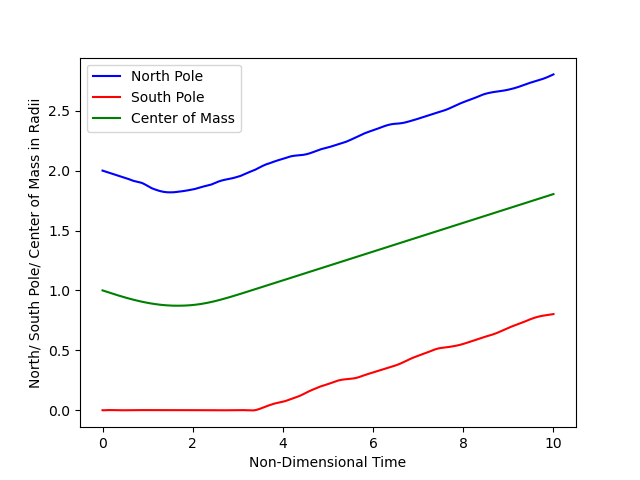 North Pole
South Pole
Center of Mass
North/ South Pole/ Center of Mass in Radii
2.5
2.0
1.5
1.0
0.5
0.0
0 2 4 6 8 10
Non-Dimensional Time